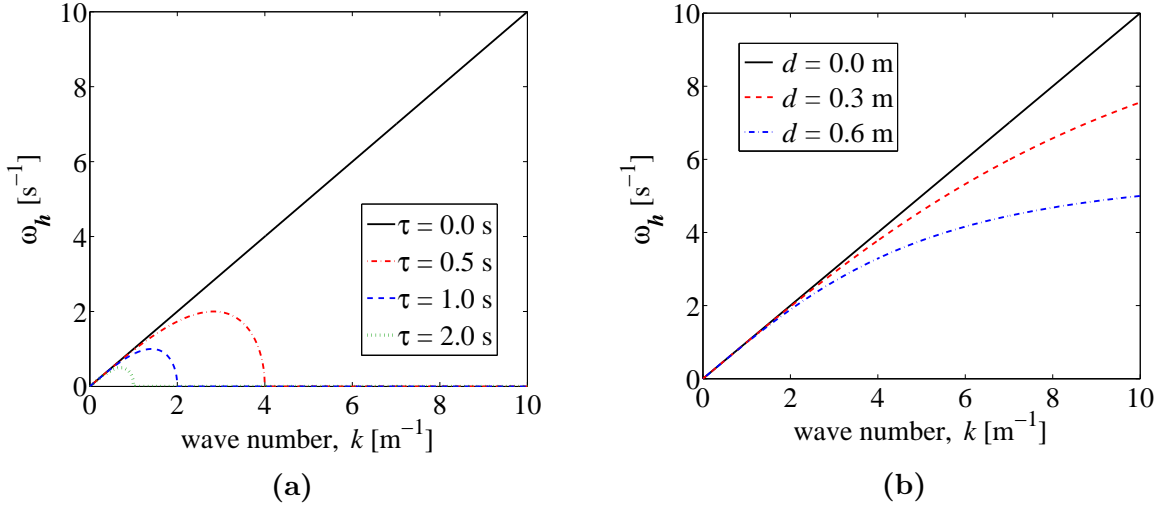 10
8
6
4
2
0
ω_h [s⁻¹]
τ = 0.0 s
τ = 0.5 s
τ = 1.0 s
τ = 2.0 s
0 2 4 6 8 10
wave number, k [m⁻¹]
(a)
10
8
6
4
2
0
ω_h [s⁻¹]
d = 0.0 m
d = 0.3 m
d = 0.6 m
0 2 4 6 8 10
wave number, k [m⁻¹]
(b)